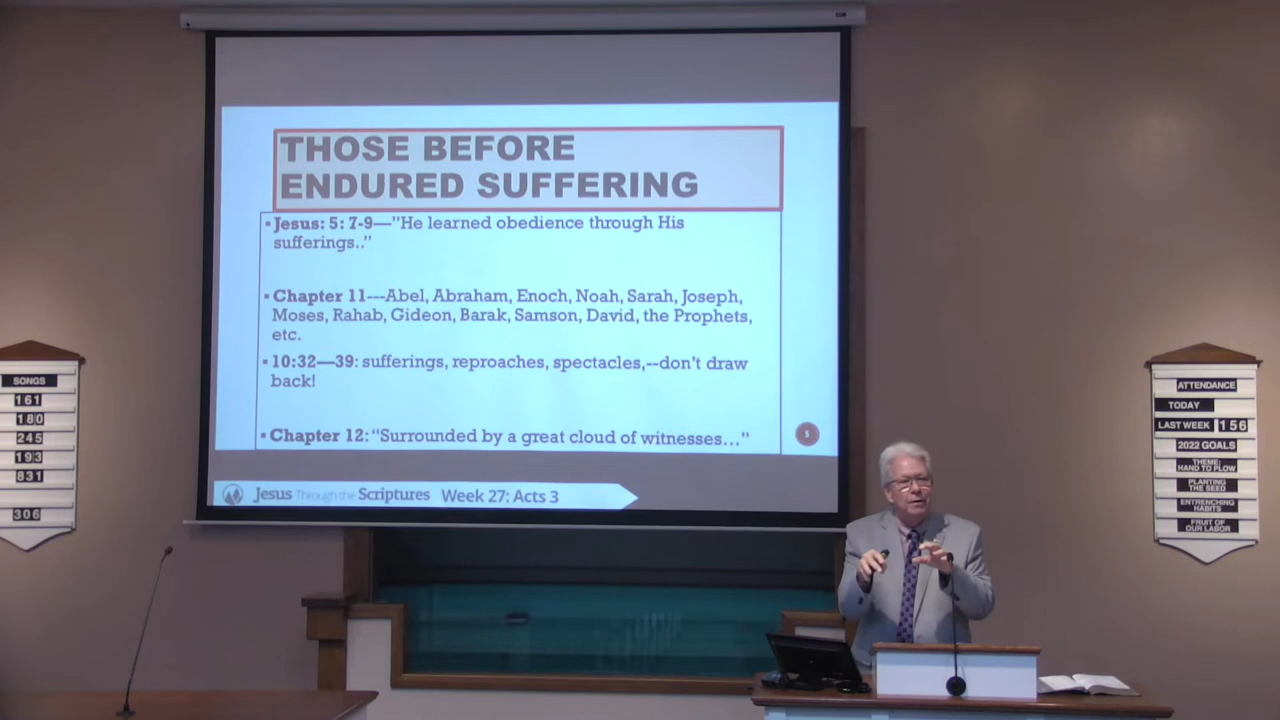 THOSE BEFORE
ENDURED SUFFERING
▪ Jesus: 5: 7-9—"He learned obedience through His
sufferings.."
▪ Chapter 11---Abel, Abraham, Enoch, Noah, Sarah, Joseph,
Moses, Rahab, Gideon, Barak, Samson, David, the Prophets,
etc.
▪ 10:32—39: sufferings, reproaches, spectacles,--don't draw
back!
▪ Chapter 12: "Surrounded by a great cloud of witnesses…"
5
Jesus Through the Scriptures Week 27: Acts 3
SONGS
161
180
245
193
831
306
ATTENDANCE
TODAY
LAST WEEK 156
2022 GOALS
THEME:
HAND TO PLOW
PLANTING
THE SEED
ENTRENCHING
HABITS
FRUIT OF
OUR LABOR